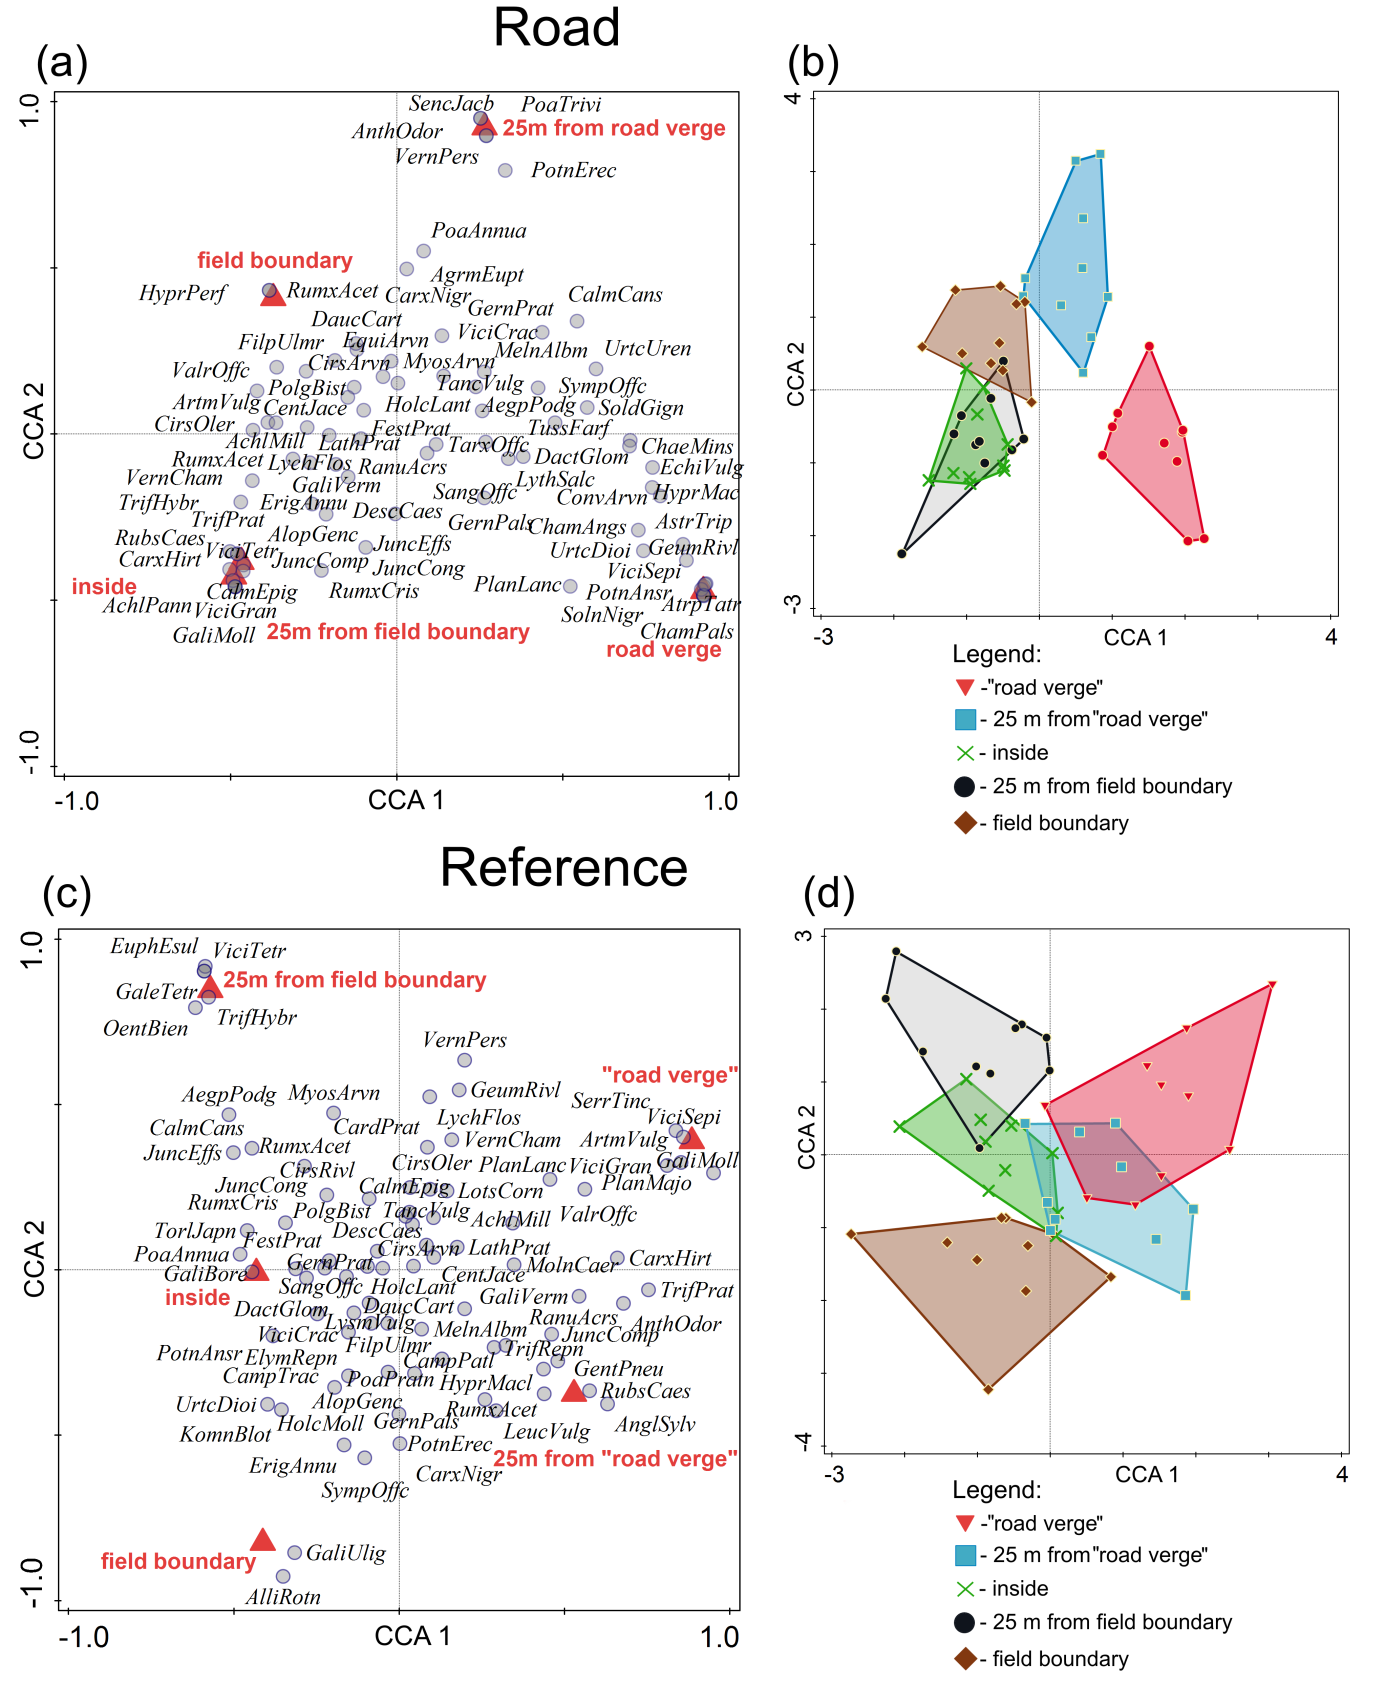 Road
(a)
(b)
1.0
SencJacb PoaTrivi
AnthOdor 25m from road verge
VernPers
PotnErec
PoaAnnua
field boundary
AgrmEupt
HyprPerf RumxAcet CarxNigr CalmCans
GernPrat
DaucCart
FilpUlmr EquiArvn ViciCrac
MelnAlbm UrtcUren
ValrOffc CirsArvn MyosArvn
PolgBist TancVulg SympOffc
ArtmVulg CentJace HolcLant AegpPodg SoldGign
CirsOler FestPrat TussFarf
AchlMill LathPrat TarxOffc ChaeMins
RumxAcet LychFlos RanuAcrs DactGlom EchiVulg
VernCham GaliVerm SangOffc LythSalc
TrifHybr ErigAnnu DescCaes ConvArvn HyprMac
TrifPrat GernPals ChamAngs AstrTrip
RubsCaes AlopGenc JuncEffs
CarxHirt ViciTetr JuncComp JuncCong UrtcDioi GeumRivl
inside CalmEpig RumxCris PlanLanc ViciSepi
AchlPann ViciGran PotnAnsr AtrpTatr
SolnNigr
GaliMoll 25m from field boundary ChamPals
road verge
CCA 2
-1.0
-1.0 CCA 1 1.0
4
CCA 2
-3
-3 CCA 1 4
Legend:
-"road verge"
- 25 m from "road verge"
- inside
- 25 m from field boundary
- field boundary
Reference
(c)
(d)
1.0
EuphEsul ViciTetr
25m from field boundary
GaleTetr
OentBien TrifHybr
VernPers
"road verge"
AegpPodg MyosArvn GeumRivl SerrTinc
CalmCans CardPrat LychFlos ViciSepi
JuncEffs RumxAcet VernCham ArtmVulg
CirsRivl CirsOler PlanLanc ViciGran GaliMoll
JuncCong CalmEpig LotsCorn PlanMajo
RumxCris PolgBist TancVulg AchlMill ValrOffc
TorlJapn DescCaes
PoaAnnua FestPrat CirsArvn LathPrat CarxHirt
GaliBore GernPrat CentJace MolnCaer
inside SangOffc HolcLant GaliVerm TrifPrat
DactGlom DaucCart
LysmVulg RanuAcrs AnthOdor
ViciCrac FilpUlmr MelnAlbm JuncComp
PotnAnsr ElymRepn CampPatl TrifRepn
CampTrac PoaPratn HyprMacl GentPneu
UrtcDioi AlopGenc RumxAcet RubsCaes
KomnBlot HolcMoll GernPals LeucVulg AnglSylv
ErigAnnu PotnErec 25m from "road verge"
CarxNigr
SympOffc
field boundary GaliUlig
AlliRotn
CCA 2
-1.0
-1.0 CCA 1 1.0
3
CCA 2
-4
-3 CCA 1 4
Legend:
-"road verge"
- 25 m from "road verge"
- inside
- 25 m from field boundary
- field boundary